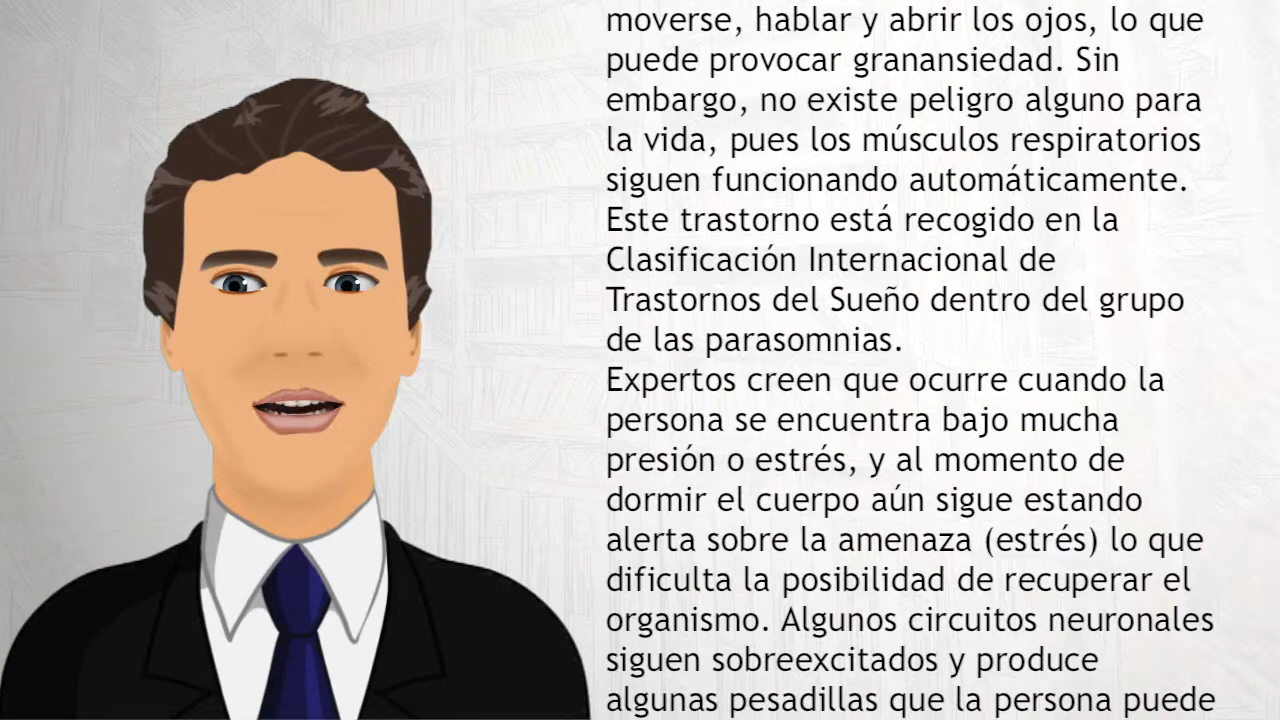 moverse, hablar y abrir los ojos, lo que
puede provocar granansiedad. Sin
embargo, no existe peligro alguno para
la vida, pues los músculos respiratorios
siguen funcionando automáticamente.
Este trastorno está recogido en la
Clasificación Internacional de
Trastornos del Sueño dentro del grupo
de las parasomnias.
Expertos creen que ocurre cuando la
persona se encuentra bajo mucha
presión o estrés, y al momento de
dormir el cuerpo aún sigue estando
alerta sobre la amenaza (estrés) lo que
dificulta la posibilidad de recuperar el
organismo. Algunos circuitos neuronales
siguen sobreexcitados y produce
algunas pesadillas que la persona puede